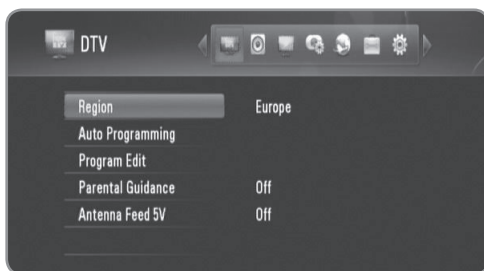 DTV
Region Europe
Auto Programming
Program Edit
Parental Guidance Off
Antenna Feed 5V Off